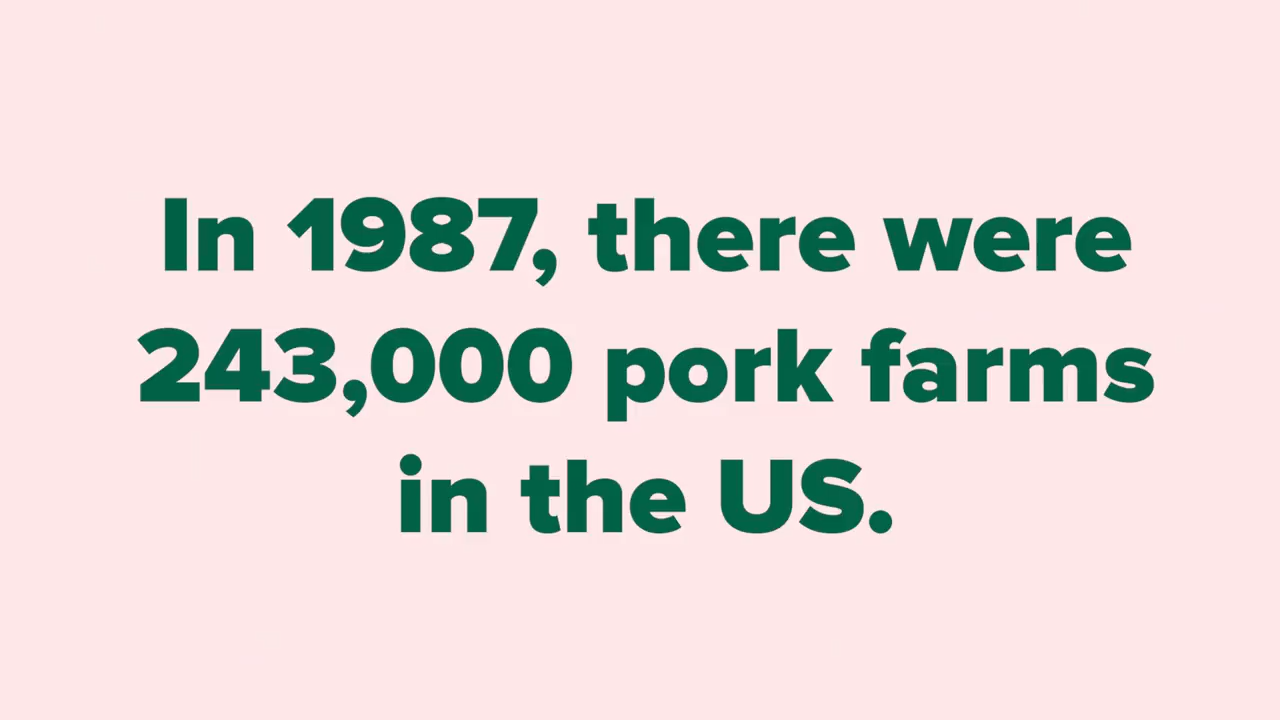 In 1987, there were
243,000 pork farms
in the US.